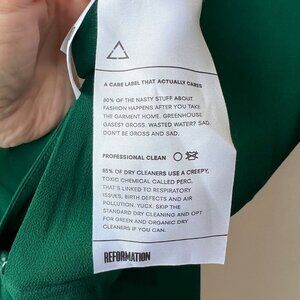 A CARE LABEL THAT ACTUALLY CARES
80% OF THE NASTY STUFF ABOUT
FASHION HAPPENS AFTER YOU TAKE
THE GARMENT HOME. GREENHOUSE
GASES? GROSS. WASTED WATER? SAD.
DON'T BE GROSS AND SAD.
PROFESSIONAL CLEAN
85% OF DRY CLEANERS USE A CREEPY,
TOXIC CHEMICAL CALLED PERC,
THAT'S LINKED TO RESPIRATORY
ISSUES, BIRTH DEFECTS AND AIR
POLLUTION. YUCK. SKIP THE
STANDARD DRY CLEANING AND OPT
FOR GREEN AND ORGANIC DRY
CLEANERS IF YOU CAN.
REFORMATION